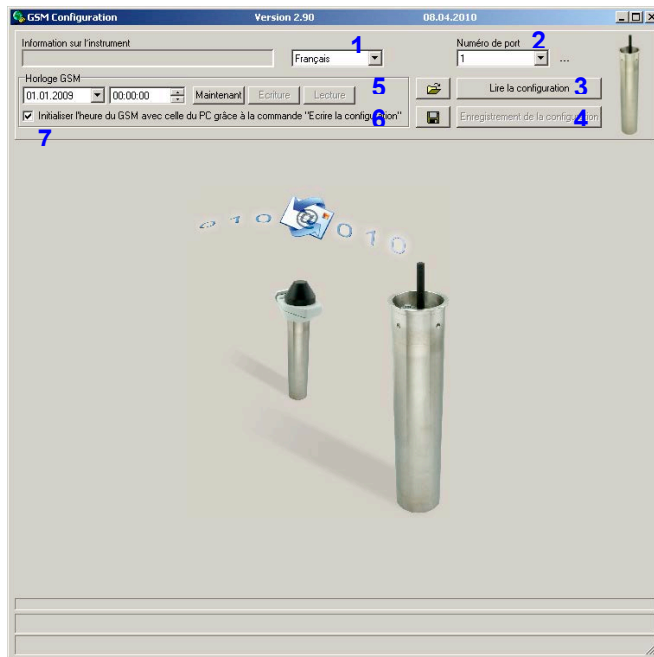 GSM Configuration Version 2.90 08.04.2010
Information sur l'instrument
1
Numéro de port 2
Français
1 ...
Horloge GSM
5
Lire la configuration 3
01.01.2009 00:00:00 Maintenant Ecriture Lecture
Initialiser l'heure du GSM avec celle du PC grâce à la commande "Ecrire la configuration" 6
Enregistrement de la configuration 4
7
0 1 0 @ 0 1 0